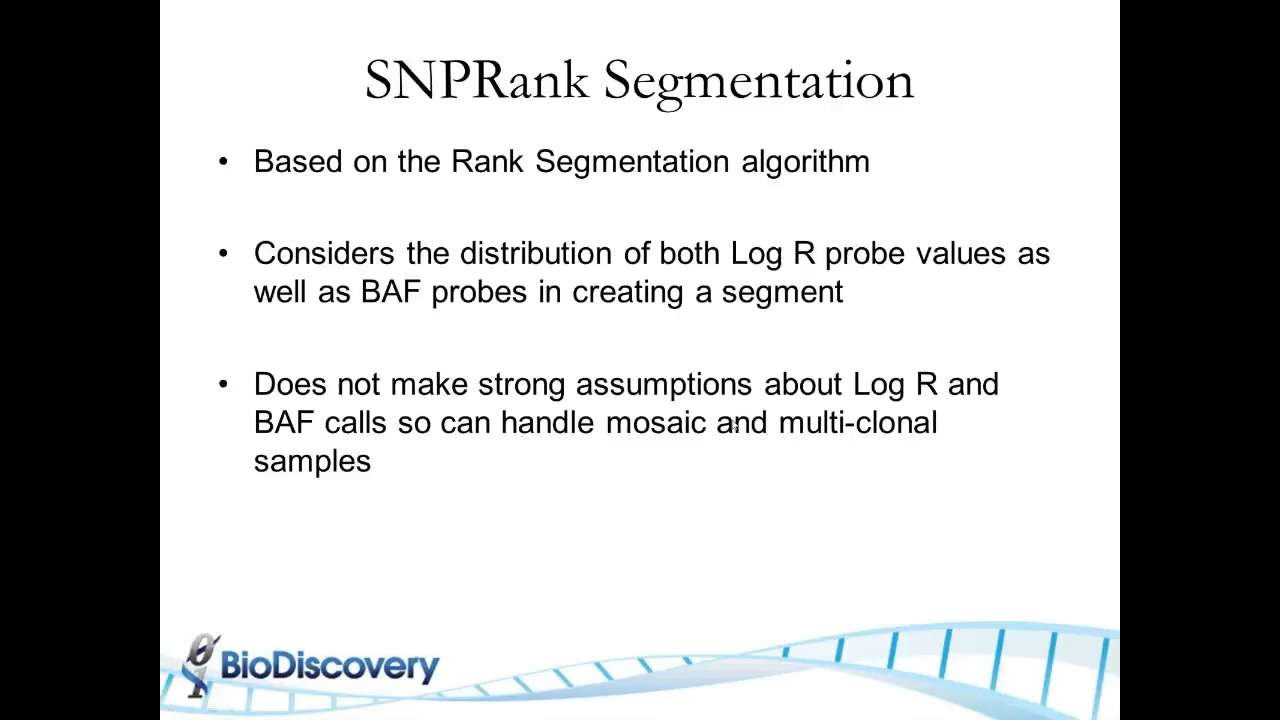 SNPRank Segmentation
• Based on the Rank Segmentation algorithm
• Considers the distribution of both Log R probe values as
well as BAF probes in creating a segment
• Does not make strong assumptions about Log R and
BAF calls so can handle mosaic and multi-clonal
samples
BioDiscovery